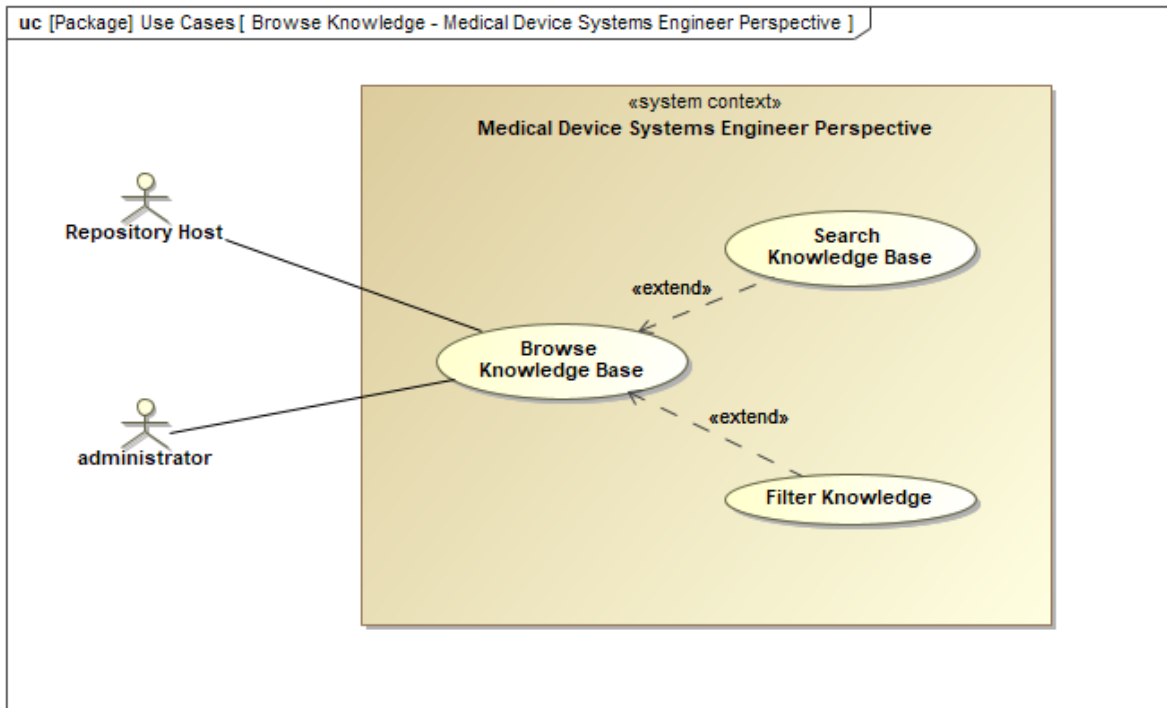 uc [Package] Use Cases [ Browse Knowledge - Medical Device Systems Engineer Perspective ]
«system context»
Medical Device Systems Engineer Perspective
Repository Host
Search
Knowledge Base
«extend»
Browse
Knowledge Base
«extend»
administrator
Filter Knowledge